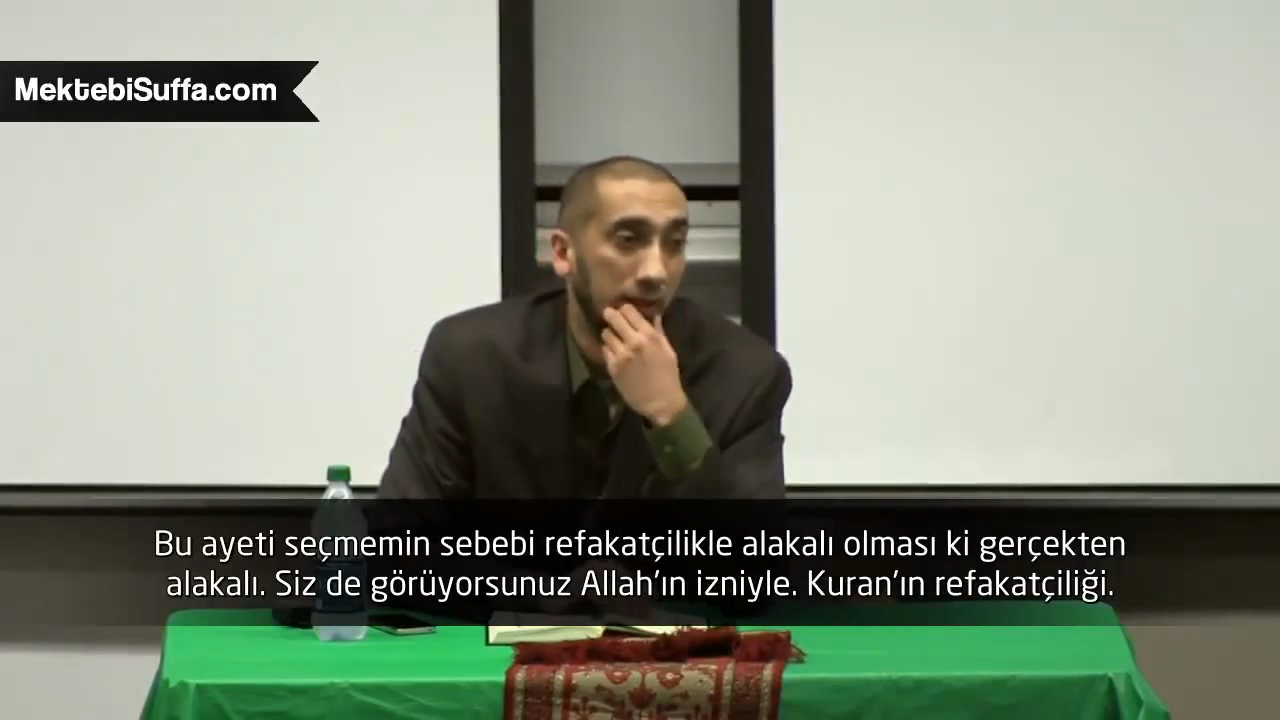 MektebiSuffa.com
Bu ayeti seçmemin sebebi refakatçilikle alakalı olması ki gerçekten
alakalı. Siz de görüyorsunuz Allah'ın izniyle. Kuran'ın refakatçiliği.